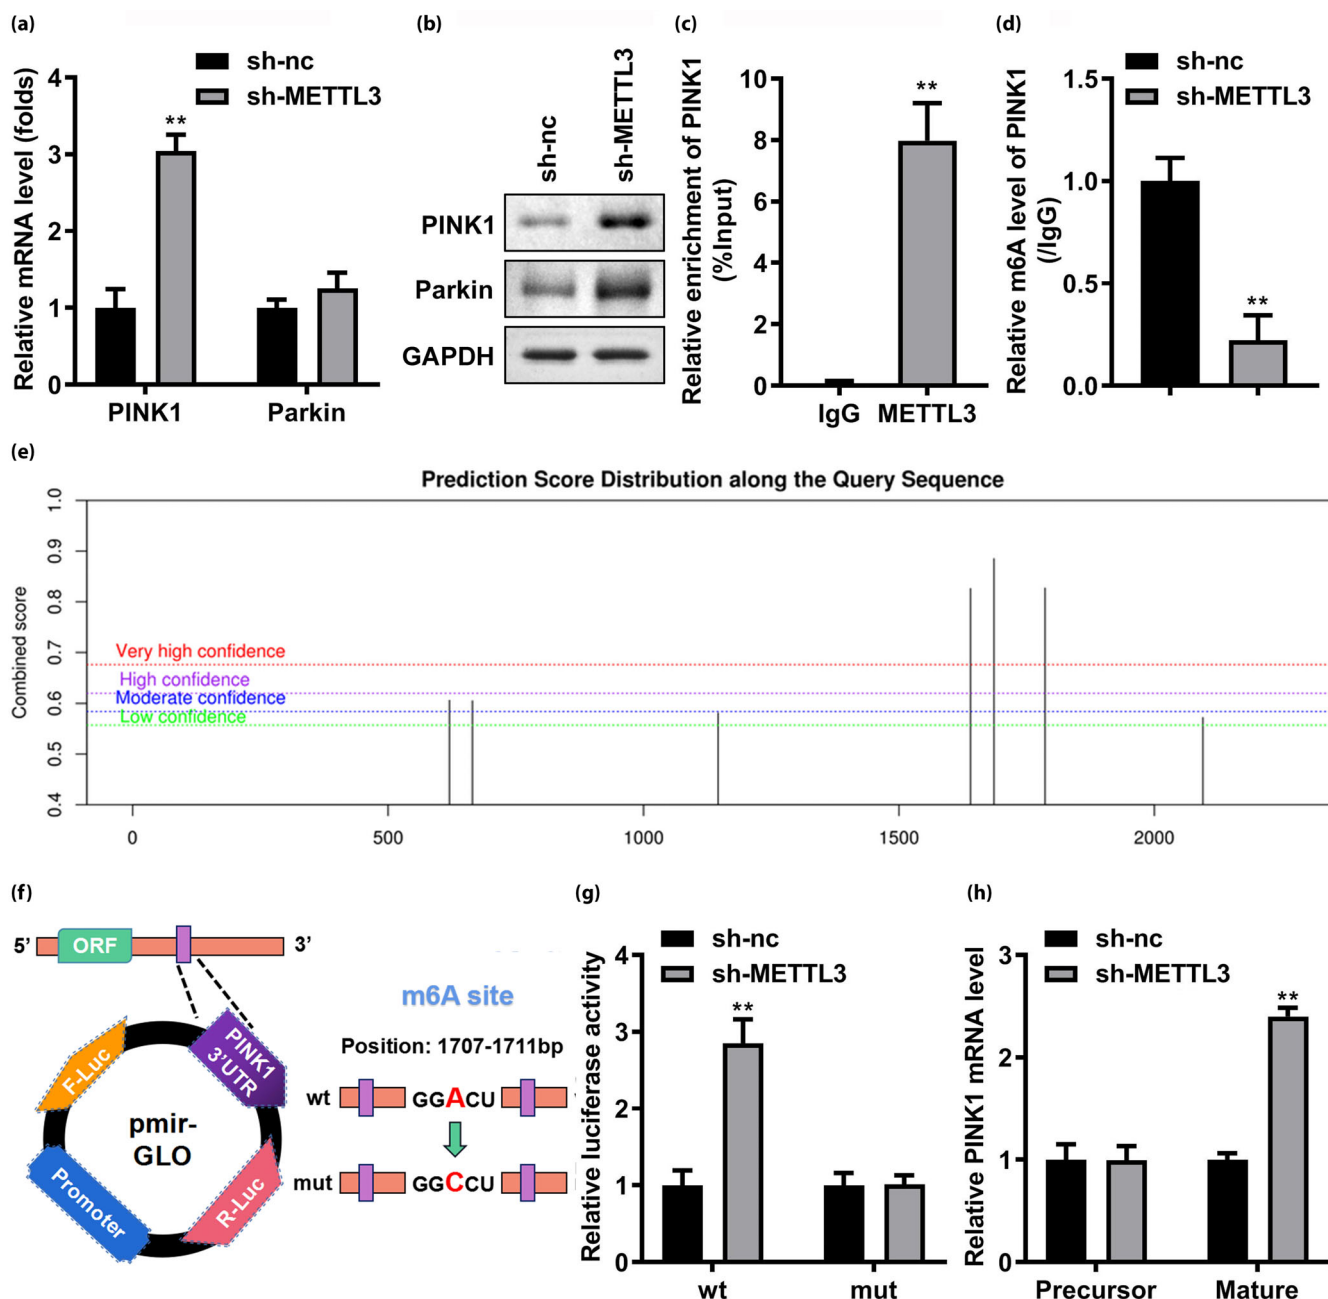 (a)
sh-nc
sh-METTL3
Relative mRNA level (folds)
4
3
2
1
0
**
PINK1
Parkin
(b)
sh-nc
sh-METTL3
PINK1
Parkin
GAPDH
(c)
Relative enrichment of PINK1
(%Input)
10
8
6
4
2
0
**
IgG
METTL3
(d)
sh-nc
sh-METTL3
Relative m6A level of PINK1
(/IgG)
1.5
1.0
0.5
0.0
**
(e)
Prediction Score Distribution along the Query Sequence
Combined score
1.0
0.9
0.8
0.7
0.6
0.5
0.4
Very high confidence
High confidence
Moderate confidence
Low confidence
0
500
1000
1500
2000
(f)
5’
ORF
3’
F-Luc
PINK1
3’UTR
pmir-
GLO
Promoter
R-Luc
m6A site
Position: 1707-1711bp
wt
GGACU
mut
GGCCU
(g)
sh-nc
sh-METTL3
Relative luciferase activity
4
3
2
1
0
**
wt
mut
(h)
sh-nc
sh-METTL3
Relative PINK1 mRNA level
3
2
1
0
**
Precursor
Mature